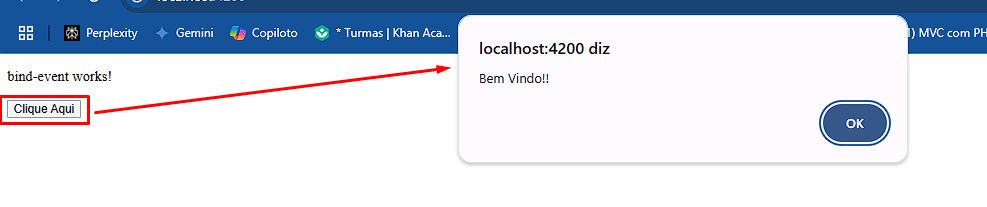 Perplexity
Gemini
Copiloto
* Turmas | Khan Aca...
) MVC com PH
localhost:4200 diz
Bem Vindo!!
OK
bind-event works!
Clique Aqui